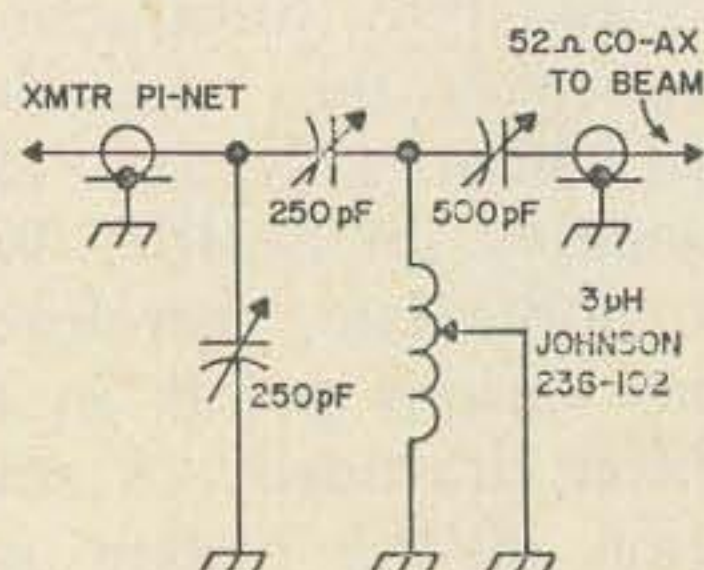 52Ω CO-AX
TO BEAM
XMTR PI-NET
250pF
500pF
3µH
JOHNSON
236-102
250pF